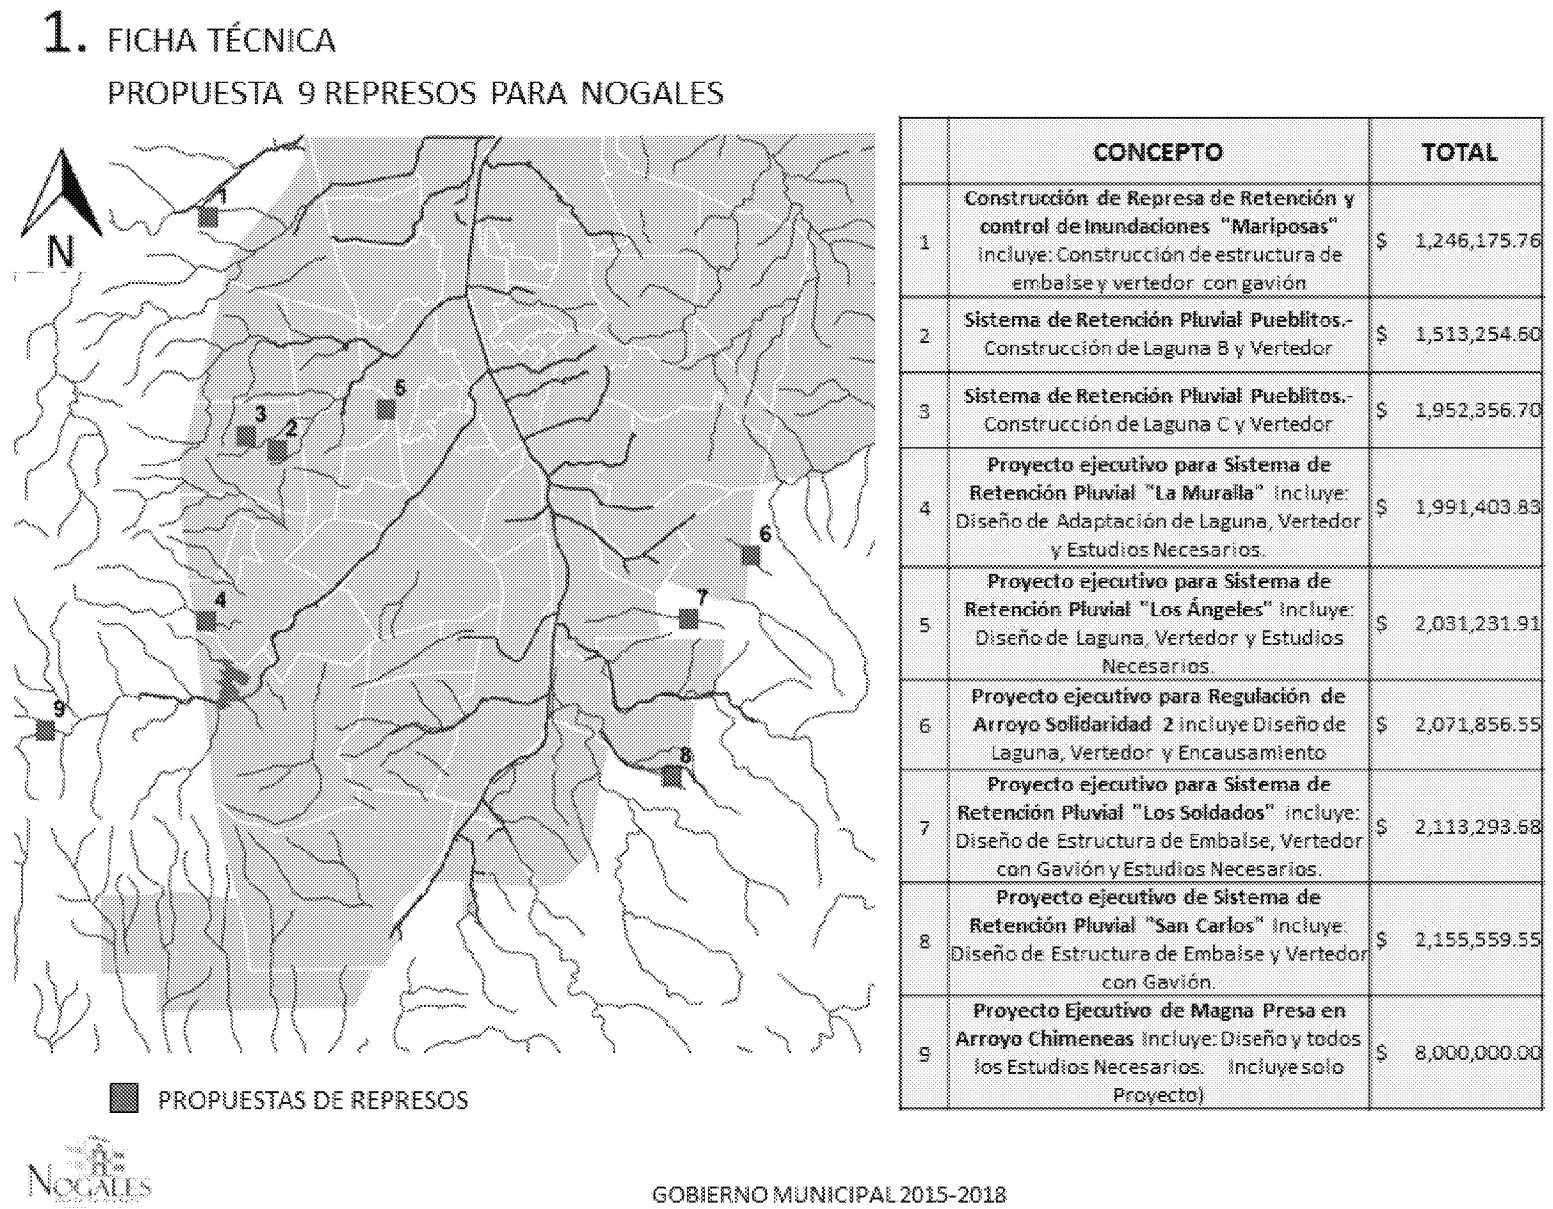 1. FICHA TÉCNICA
PROPUESTA 9 REPRESOS PARA NOGALES
N
1
5
3
2
6
4
7
9
8
PROPUESTAS DE REPRESOS
CONCEPTO TOTAL
Construcción de Represa de Retención y
control de Inundaciones "Mariposas"
incluye: Construcción de estructura de
embalse y vertedor con gavión
1 $ 1,246,175.76
Sistema de Retención Pluvial Pueblitos.-
Construcción de Laguna B y Vertedor
2 $ 1,513,254.60
Sistema de Retención Pluvial Pueblitos.-
Construcción de Laguna C y Vertedor
3 $ 1,952,356.70
Proyecto ejecutivo para Sistema de
Retención Pluvial "La Muralla" Incluye:
Diseño de Adaptación de Laguna, Vertedor
y Estudios Necesarios.
4 $ 1,991,403.83
Proyecto ejecutivo para Sistema de
Retención Pluvial "Los Ángeles" Incluye:
Diseño de Laguna, Vertedor y Estudios
Necesarios.
5 $ 2,031,231.91
Proyecto ejecutivo para Regulación de
Arroyo Solidaridad 2 incluye Diseño de
Laguna, Vertedor y Encausamiento
6 $ 2,071,856.55
Proyecto ejecutivo para Sistema de
Retención Pluvial "Los Soldados" incluye:
Diseño de Estructura de Embalse, Vertedor
con Gavión y Estudios Necesarios.
7 $ 2,113,293.68
Proyecto ejecutivo de Sistema de
Retención Pluvial "San Carlos" Incluye:
Diseño de Estructura de Embalse y Vertedor
con Gavión.
8 $ 2,155,559.55
Proyecto Ejecutivo de Magna Presa en
Arroyo Chimeneas Incluye: Diseño y todos
los Estudios Necesarios. Incluye solo
Proyecto)
9 $ 8,000,000.00
NOGALES
GOBIERNO MUNICIPAL 2015-2018